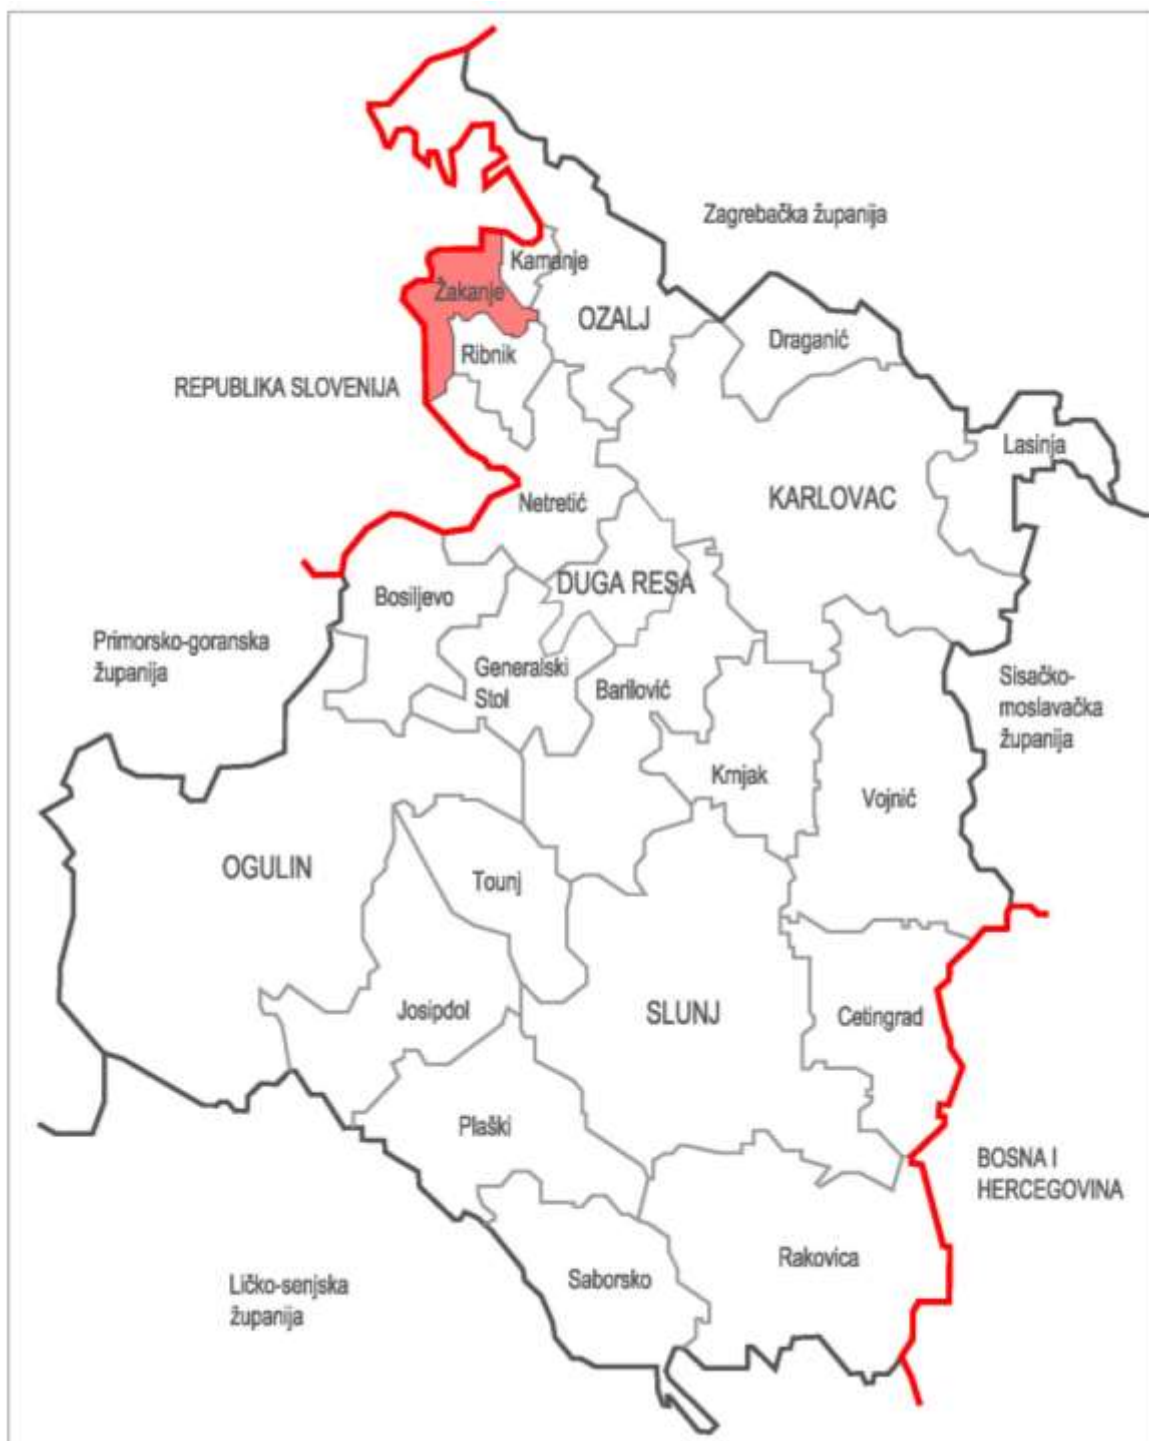 Zagrebačka županija
Kamanje
Žakanje
OZALJ
Draganić
Ribnik
REPUBLIKA SLOVENIJA
Lasinja
KARLOVAC
Netretić
DUGA RESA
Bosiljevo
Primorsko-goranska
županija
Generalski
Stol
Barilović
Sisačko-
moslavačka
županija
Krnjak
Vojnić
OGULIN
Tounj
Josipdol
SLUNJ
Cetingrad
Plaški
BOSNA I
HERCEGOVINA
Rakovica
Saborsko
Ličko-senjska
županija